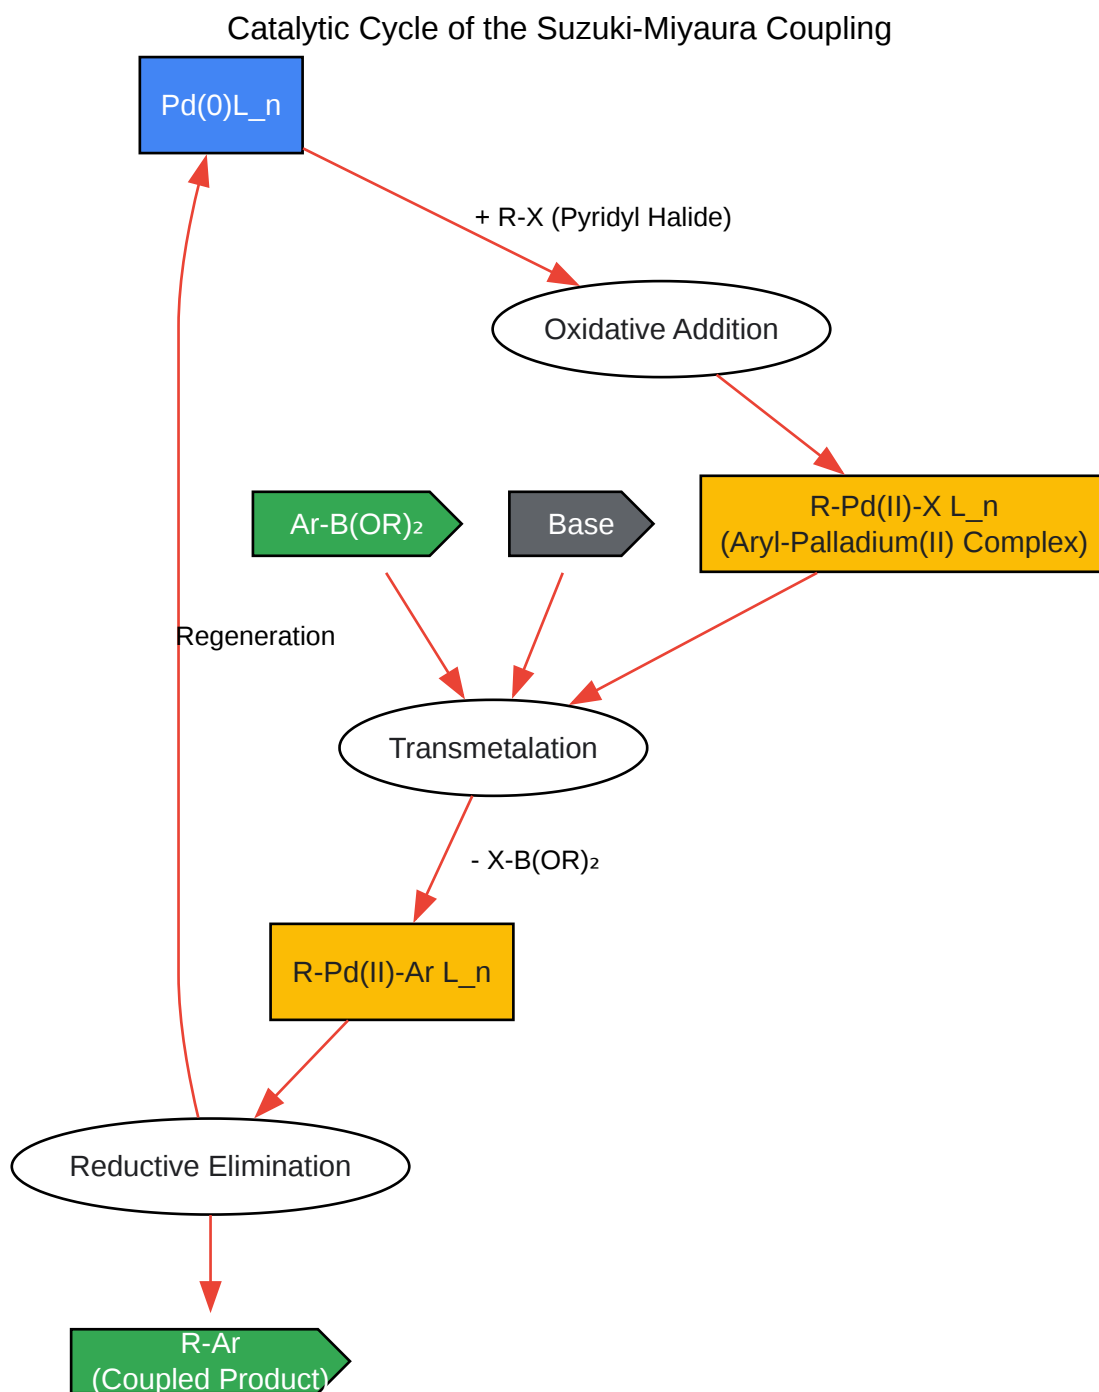 Catalytic Cycle of the Suzuki-Miyaura Coupling
Pd(0)L_n
+ R-X (Pyridyl Halide)
Oxidative Addition
Ar-B(OR)₂
Base
R-Pd(II)-X L_n
(Aryl-Palladium(II) Complex)
Regeneration
Transmetalation
- X-B(OR)₂
R-Pd(II)-Ar L_n
Reductive Elimination
R-Ar
(Coupled Product)